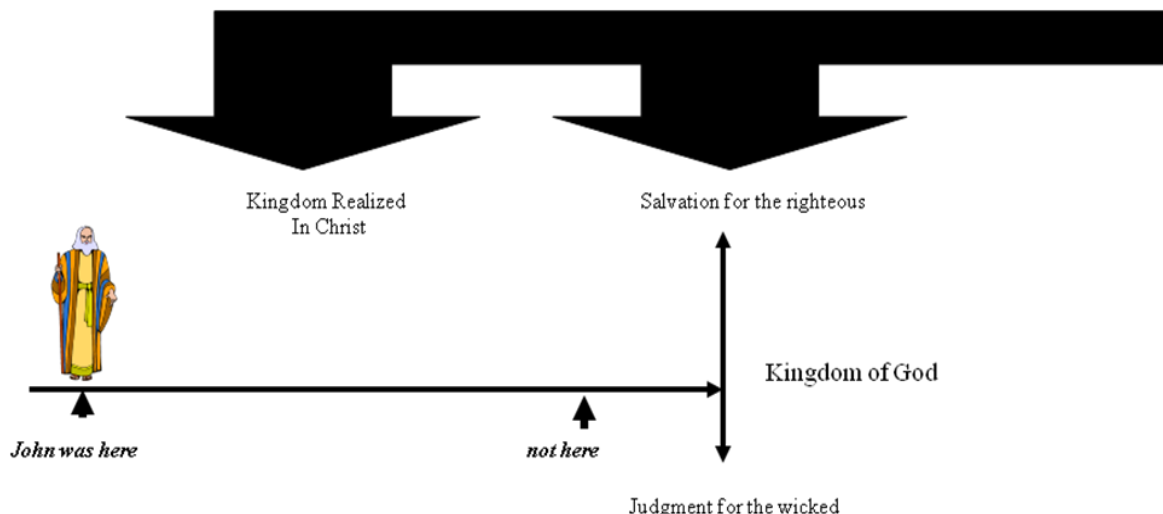 Kingdom Realized
In Christ
Salvation for the righteous
Kingdom of God
John was here
not here
Judgment for the wicked